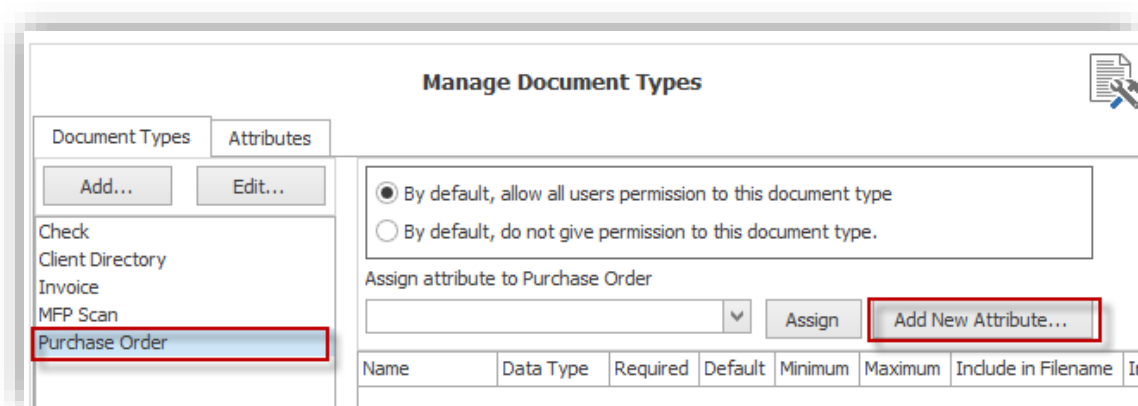 Manage Document Types
Document Types Attributes
Add... Edit...
Check
Client Directory
Invoice
MFP Scan
Purchase Order
By default, allow all users permission to this document type
By default, do not give permission to this document type.
Assign attribute to Purchase Order
Assign Add New Attribute...
Name Data Type Required Default Minimum Maximum Include in Filename